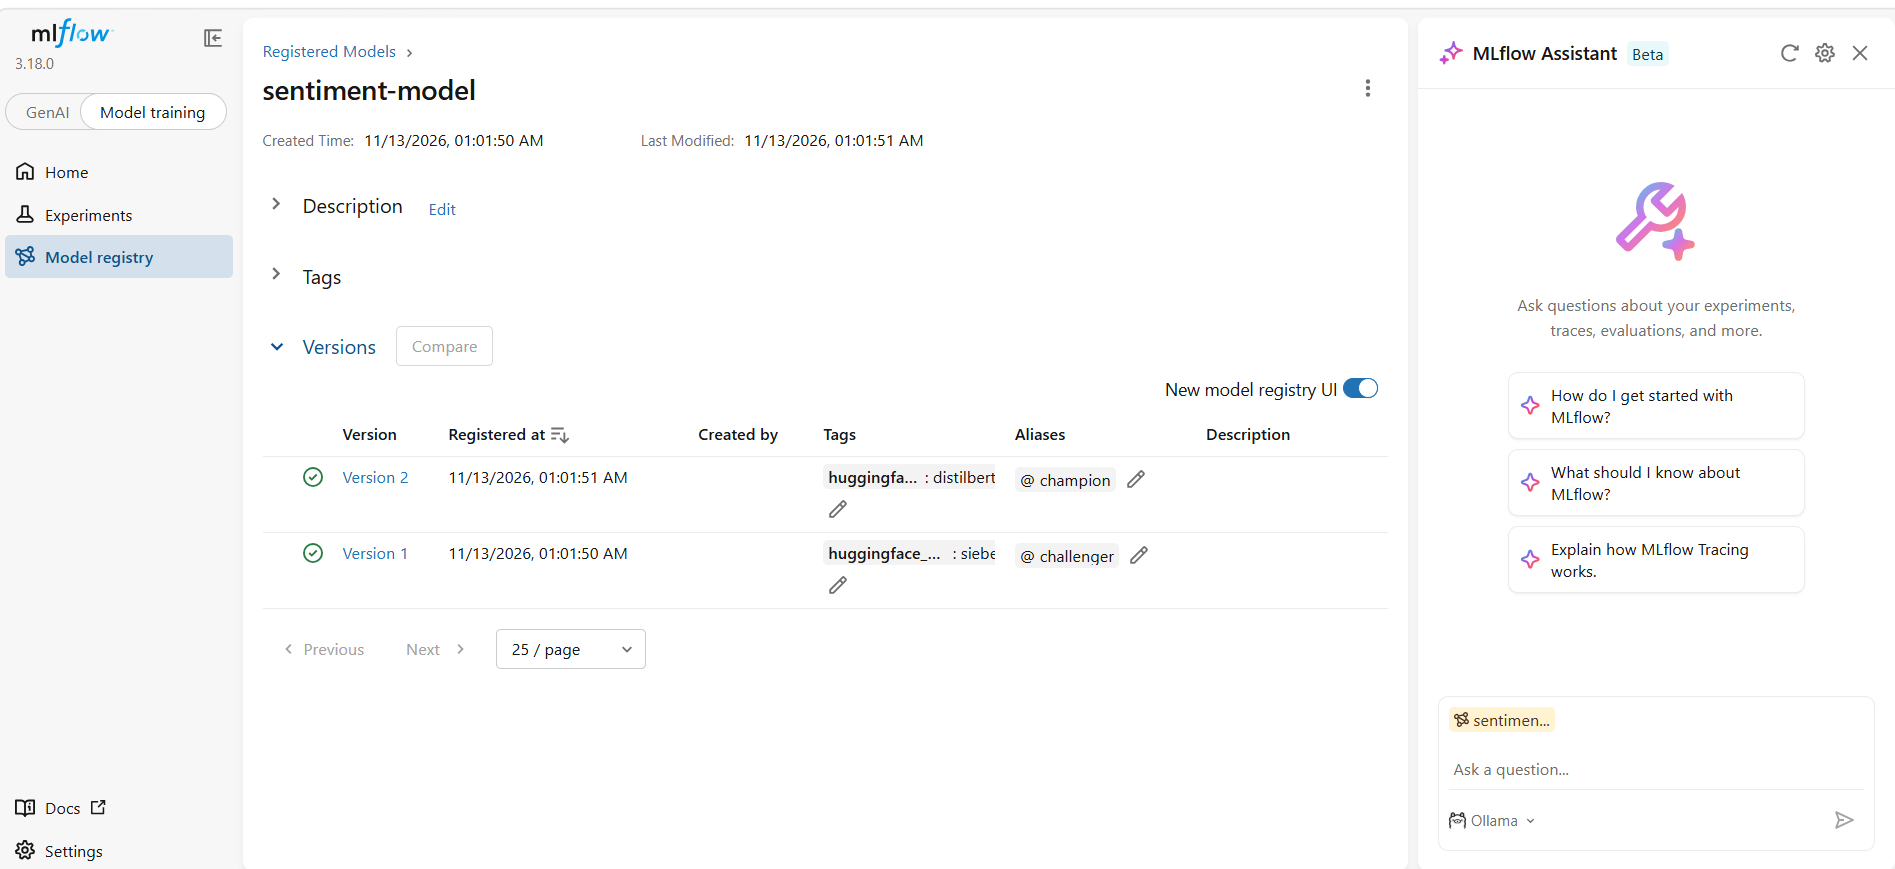 mlflow
3.18.0
GenAI Model training
Home
Experiments
Model registry
Docs
Settings
Registered Models
sentiment-model
Created Time: 11/13/2026, 01:01:50 AM Last Modified: 11/13/2026, 01:01:51 AM
Description Edit
Tags
Versions Compare
New model registry UI
Version Registered at Created by Tags Aliases Description
Version 2 11/13/2026, 01:01:51 AM huggingfa... : distilbert @ champion
Version 1 11/13/2026, 01:01:50 AM huggingface_... : siebe @ challenger
Previous Next 25 / page
MLflow Assistant Beta
Ask questions about your experiments,
traces, evaluations, and more.
How do I get started with
MLflow?
What should I know about
MLflow?
Explain how MLflow Tracing
works.
sentimen...
Ask a question...
Ollama